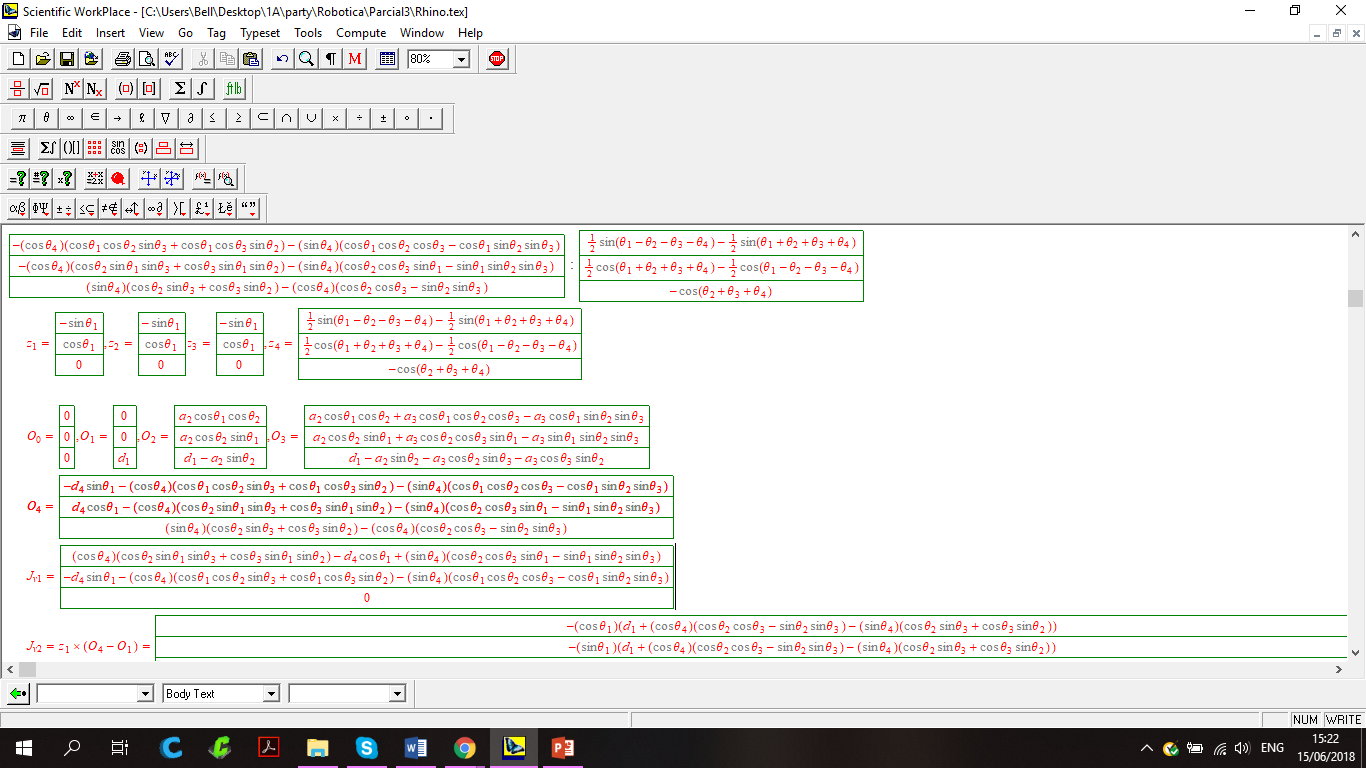 Scientific WorkPlace - [C:\Users\Bell\Desktop\1A\party\Robotica\Parcial3\Rhino.tex]
File Edit Insert View Go Tag Typeset Tools Compute Window Help
80% STOP
π θ ∞ ∈ → ℓ ∇ ∂ ≤ ≥ ⊂ ∩ ∪ × ÷ ± ∘ ·
−(cosθ₄)(cosθ₁ cosθ₂ sinθ₃ + cosθ₁ cosθ₃ sinθ₂) − (sinθ₄)(cosθ₁ cosθ₂ cosθ₃ − cosθ₁ sinθ₂ sinθ₃) : ½ sin(θ₁ − θ₂ − θ₃ − θ₄) − ½ sin(θ₁ + θ₂ + θ₃ + θ₄)
−(cosθ₄)(cosθ₂ sinθ₁ sinθ₃ + cosθ₃ sinθ₁ sinθ₂) − (sinθ₄)(cosθ₂ cosθ₃ sinθ₁ − sinθ₁ sinθ₂ sinθ₃) ½ cos(θ₁ + θ₂ + θ₃ + θ₄) − ½ cos(θ₁ − θ₂ − θ₃ − θ₄)
(sinθ₄)(cosθ₂ sinθ₃ + cosθ₃ sinθ₂) − (cosθ₄)(cosθ₂ cosθ₃ − sinθ₂ sinθ₃) −cos(θ₂ + θ₃ + θ₄)
−sinθ₁ −sinθ₁ −sinθ₁ ½ sin(θ₁ − θ₂ − θ₃ − θ₄) − ½ sin(θ₁ + θ₂ + θ₃ + θ₄)
z₁ = cosθ₁ , z₂ = cosθ₁ z₃ = cosθ₁ , z₄ = ½ cos(θ₁ + θ₂ + θ₃ + θ₄) − ½ cos(θ₁ − θ₂ − θ₃ − θ₄)
0 0 0 −cos(θ₂ + θ₃ + θ₄)
0 0 a₂ cosθ₁ cosθ₂ a₂ cosθ₁ cosθ₂ + a₃ cosθ₁ cosθ₂ cosθ₃ − a₃ cosθ₁ sinθ₂ sinθ₃
O₀ = 0 , O₁ = 0 , O₂ = a₂ cosθ₂ sinθ₁ , O₃ = a₂ cosθ₂ sinθ₁ + a₃ cosθ₂ cosθ₃ sinθ₁ − a₃ sinθ₁ sinθ₂ sinθ₃
0 d₁ d₁ − a₂ sinθ₂ d₁ − a₂ sinθ₂ − a₃ cosθ₂ sinθ₃ − a₃ cosθ₃ sinθ₂
−d₄ sinθ₁ − (cosθ₄)(cosθ₁ cosθ₂ sinθ₃ + cosθ₁ cosθ₃ sinθ₂) − (sinθ₄)(cosθ₁ cosθ₂ cosθ₃ − cosθ₁ sinθ₂ sinθ₃)
O₄ = d₄ cosθ₁ − (cosθ₄)(cosθ₂ sinθ₁ sinθ₃ + cosθ₃ sinθ₁ sinθ₂) − (sinθ₄)(cosθ₂ cosθ₃ sinθ₁ − sinθ₁ sinθ₂ sinθ₃)
(sinθ₄)(cosθ₂ sinθ₃ + cosθ₃ sinθ₂) − (cosθ₄)(cosθ₂ cosθ₃ − sinθ₂ sinθ₃)
(cosθ₄)(cosθ₂ sinθ₁ sinθ₃ + cosθ₃ sinθ₁ sinθ₂) − d₄ cosθ₁ + (sinθ₄)(cosθ₂ cosθ₃ sinθ₁ − sinθ₁ sinθ₂ sinθ₃)
Jᵥ₁ = −d₄ sinθ₁ − (cosθ₄)(cosθ₁ cosθ₂ sinθ₃ + cosθ₁ cosθ₃ sinθ₂) − (sinθ₄)(cosθ₁ cosθ₂ cosθ₃ − cosθ₁ sinθ₂ sinθ₃)
0
−(cosθ₁)(d₁ + (cosθ₄)(cosθ₂ cosθ₃ − sinθ₂ sinθ₃) − (sinθ₄)(cosθ₂ sinθ₃ + cosθ₃ sinθ₂))
Jᵥ₂ = z₁ × (O₄ − O₁) = −(sinθ₁)(d₁ + (cosθ₄)(cosθ₂ cosθ₃ − sinθ₂ sinθ₃) − (sinθ₄)(cosθ₂ sinθ₃ + cosθ₃ sinθ₂))
Body Text
NUM WRITE
ENG
15:22
15/06/2018